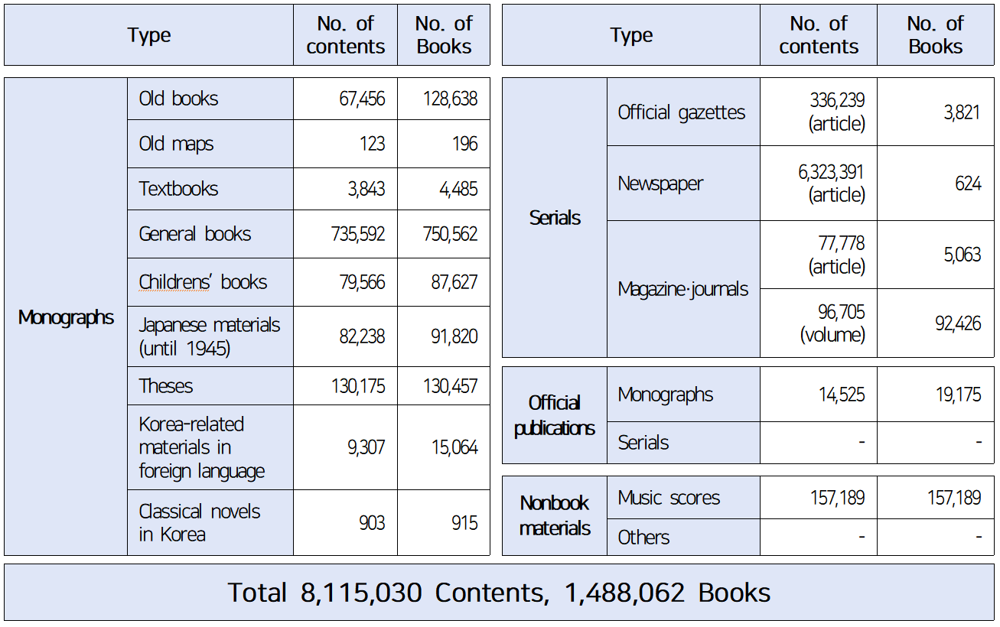 Type
No. of
contents
No. of
Books
Monographs
Old books
67,456
128,638
Old maps
123
196
Textbooks
3,843
4,485
General books
735,592
750,562
Childrens’ books
79,566
87,627
Japanese materials
(until 1945)
82,238
91,820
Theses
130,175
130,457
Korea-related
materials in
foreign language
9,307
15,064
Classical novels
in Korea
903
915
Type
No. of
contents
No. of
Books
Serials
Official gazettes
336,239
(article)
3,821
Newspaper
6,323,391
(article)
624
Magazine·journals
77,778
(article)
5,063
96,705
(volume)
92,426
Official
publications
Monographs
14,525
19,175
Serials
-
-
Nonbook
materials
Music scores
157,189
157,189
Others
-
-
Total 8,115,030 Contents, 1,488,062 Books